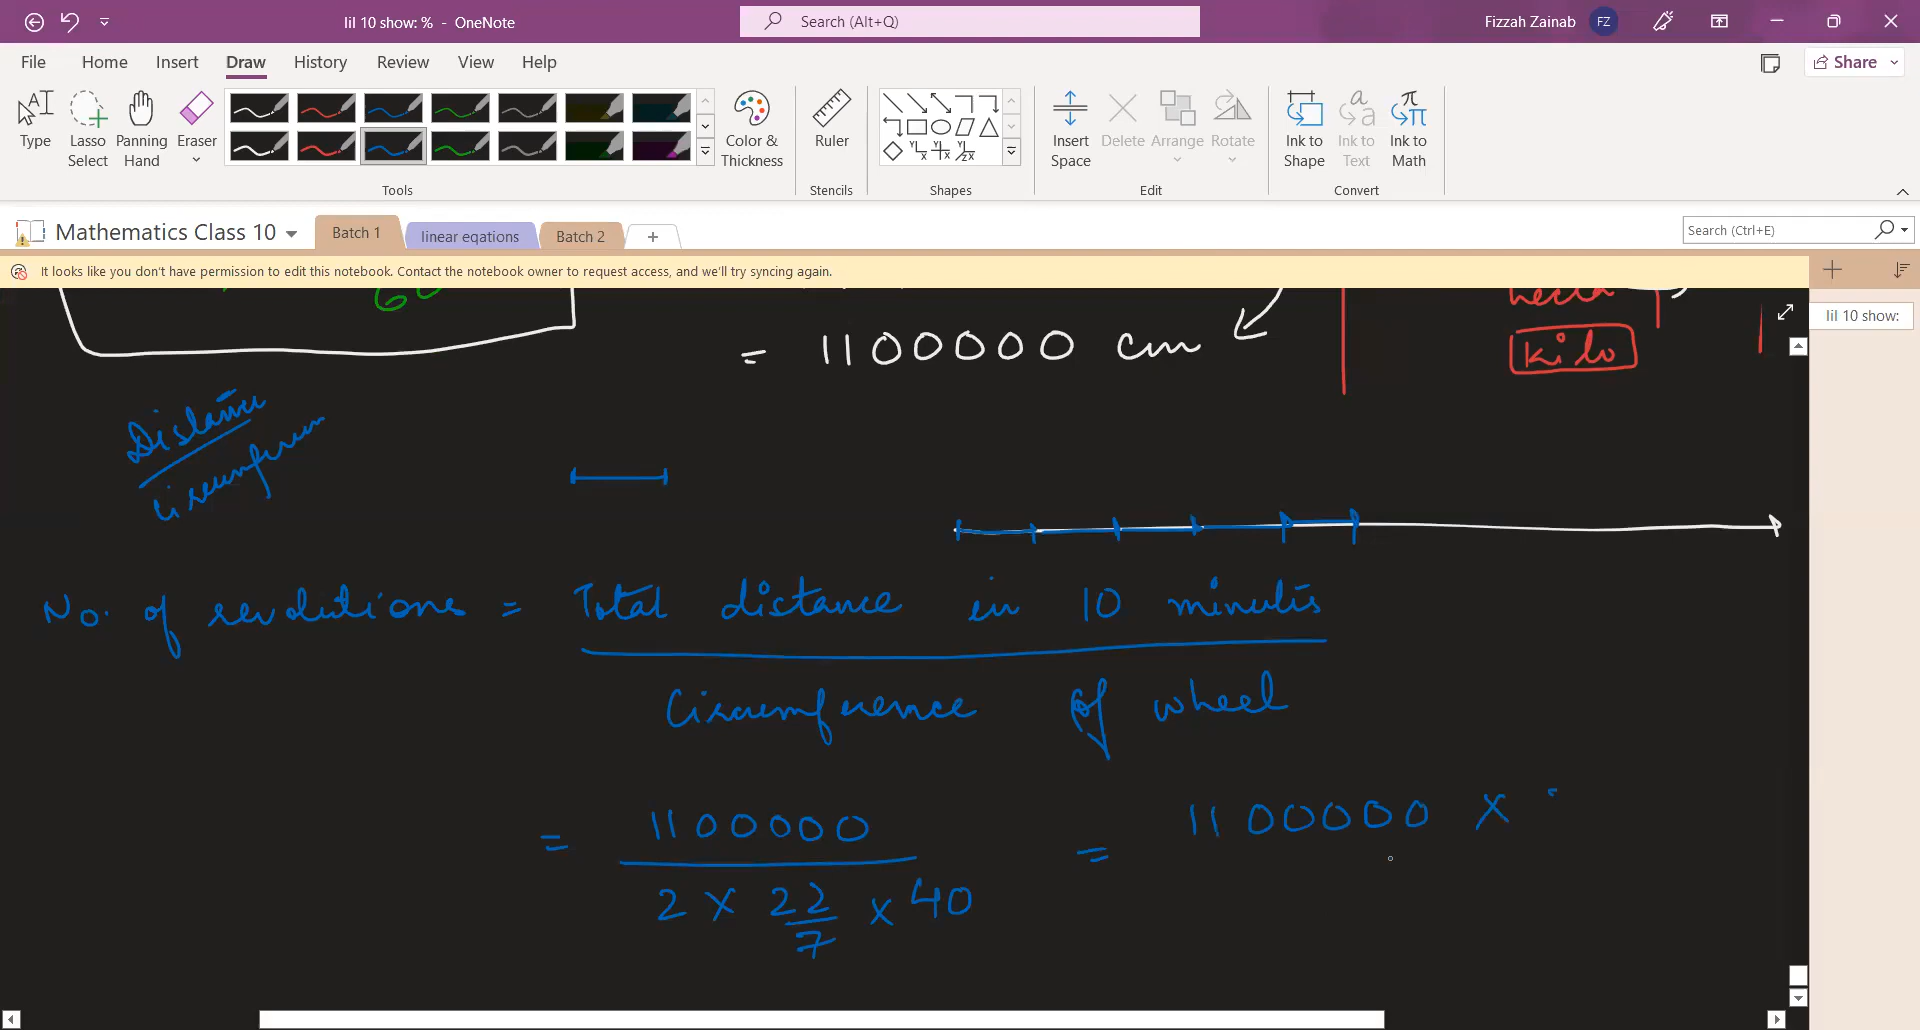 lil 10 show: % - OneNote
Search (Alt+Q)
Fizzah Zainab
FZ
File Home Insert Draw History Review View Help
Share
Type
Lasso Select
Panning Hand
Eraser
Color & Thickness
Ruler
Insert Space
Delete
Arrange
Rotate
Ink to Shape
Ink to Text
Ink to Math
Tools
Stencils
Shapes
Edit
Convert
Mathematics Class 10
Batch 1
linear eqations
Batch 2
Search (Ctrl+E)
It looks like you don't have permission to edit this notebook. Contact the notebook owner to request access, and we'll try syncing again.
lil 10 show:
60
hecta
= 1100000 cm
Kilo
Distance
circumferen
No. of revolutions = Total distance in 10 minutes
Circumference of wheel
= 1100000 = 1100000 x
2 x 22/7 x 40